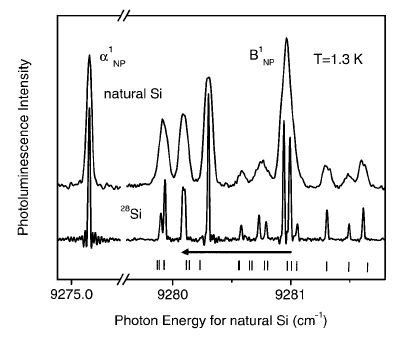 α¹NP
B¹NP
T=1.3 K
natural Si
²⁸Si
Photoluminescence Intensity
9275.0
9280
9281
Photon Energy for natural Si (cm⁻¹)